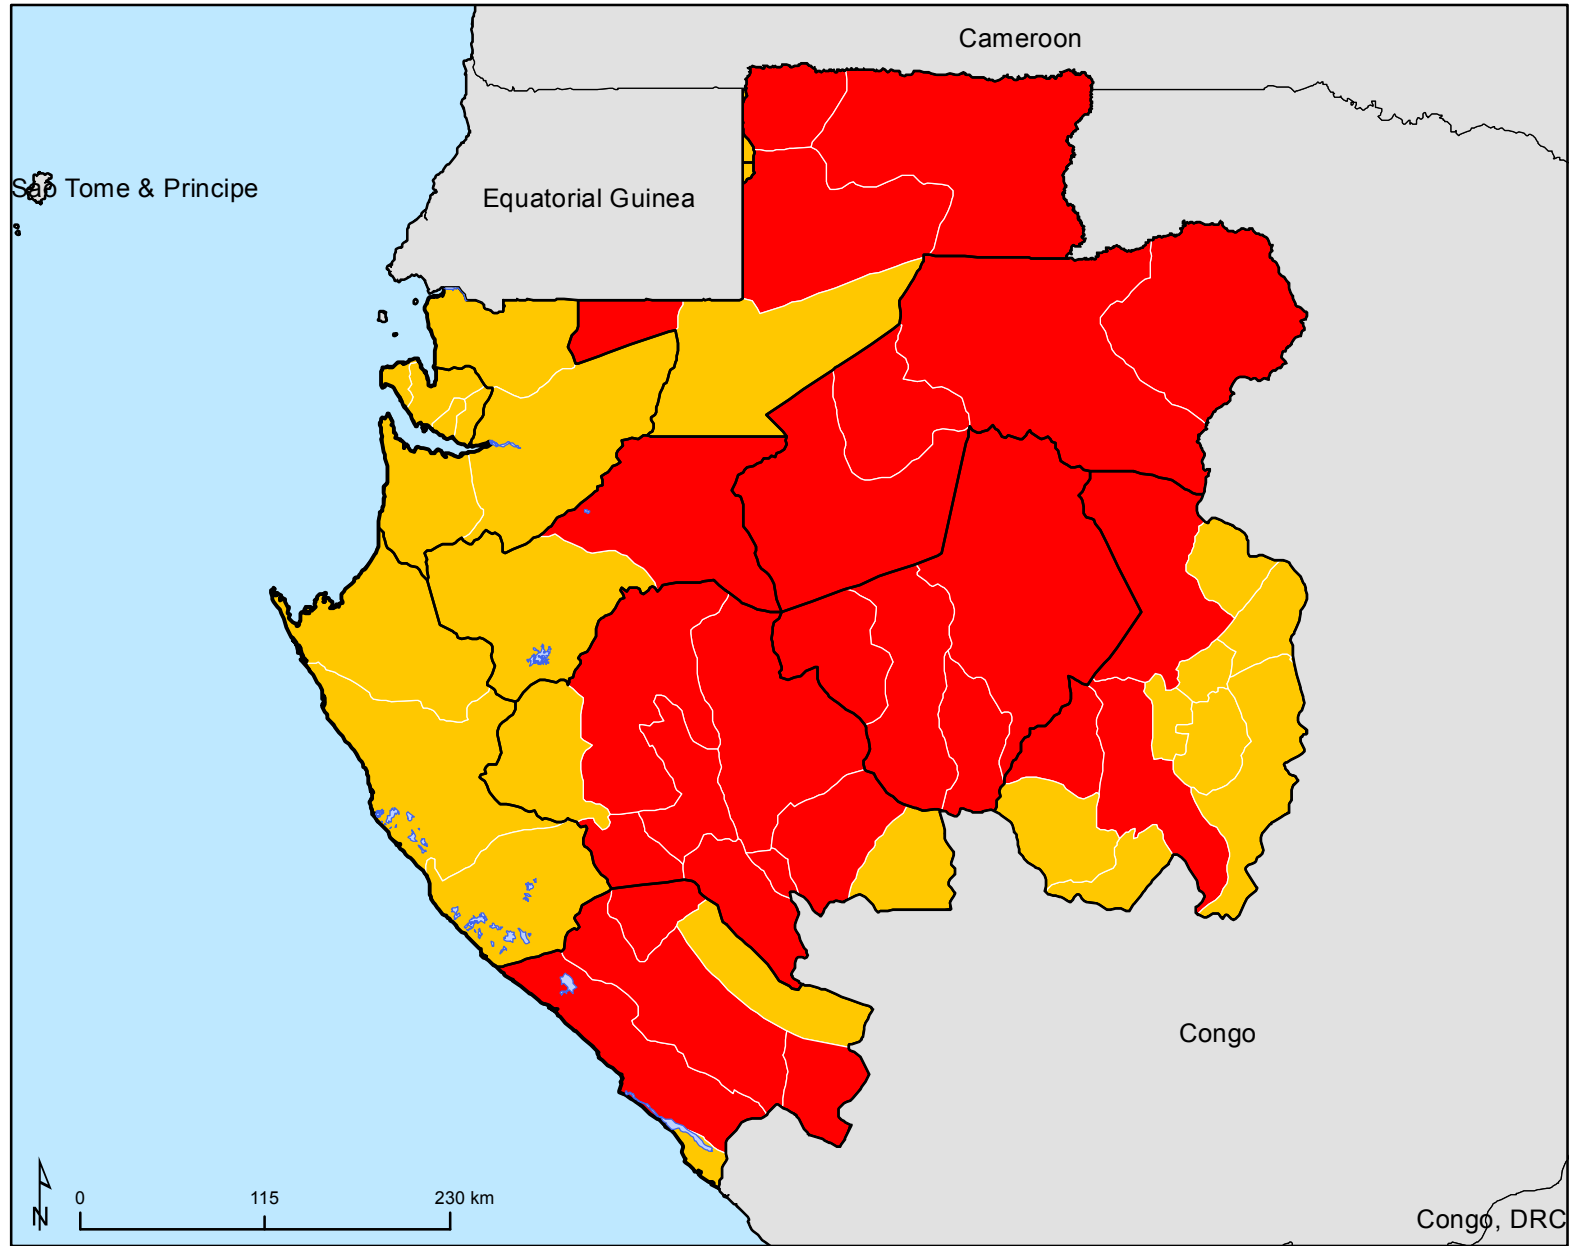 Cameroon
Sao Tome & Principe
Equatorial Guinea
Congo
N
0 115 230 km
Congo, DRC